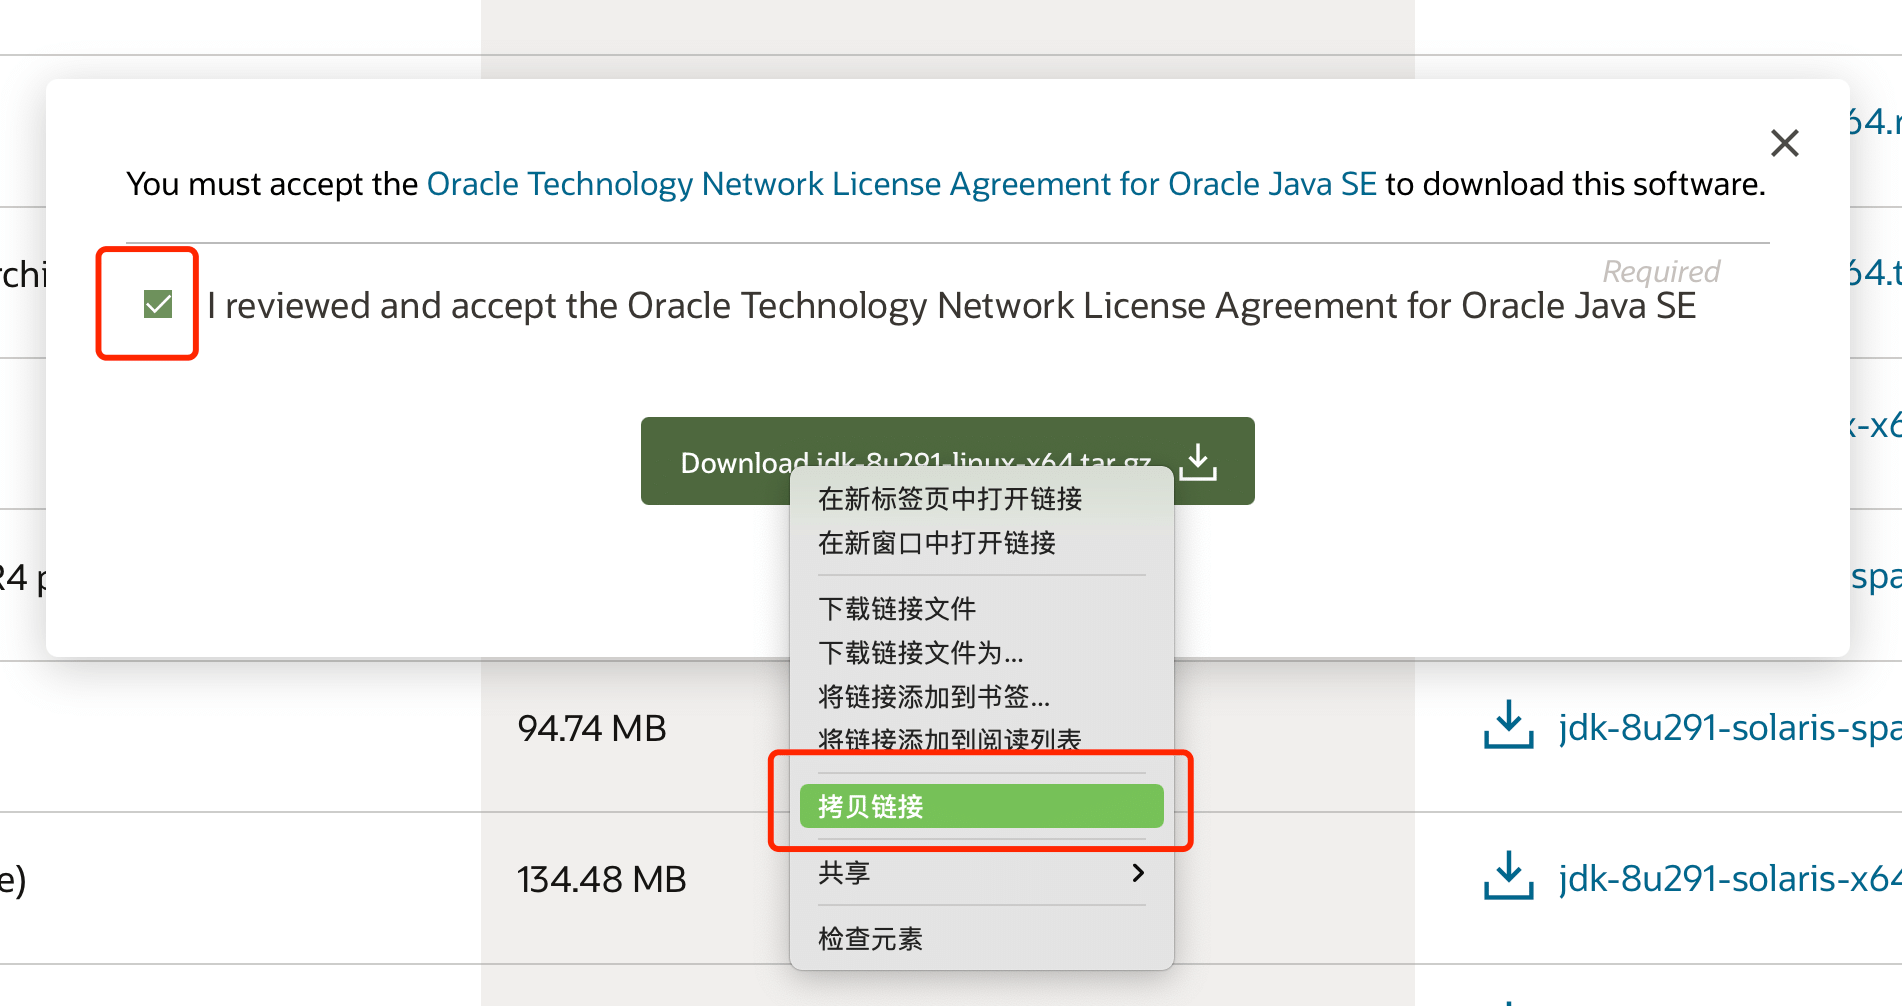 64.r
You must accept the Oracle Technology Network License Agreement for Oracle Java SE to download this software.
Required
rchi
64.t
I reviewed and accept the Oracle Technology Network License Agreement for Oracle Java SE
-x6
Download jdk-8u291-linux-x64.tar.gz
在新标签页中打开链接
在新窗口中打开链接
R4 p
spa
下载链接文件
下载链接文件为...
将链接添加到书签...
94.74 MB
jdk-8u291-solaris-spa
将链接添加到阅读列表
拷贝链接
共享
e)
134.48 MB
jdk-8u291-solaris-x64
检查元素